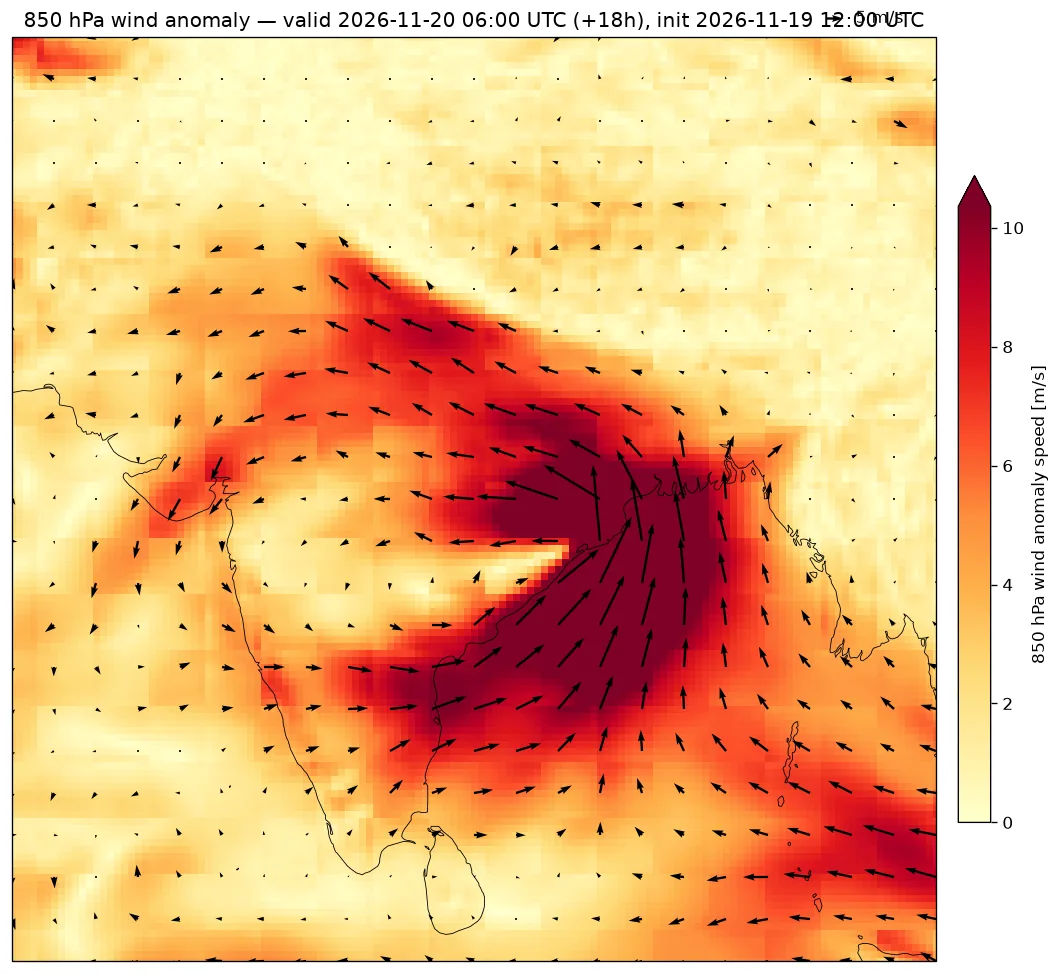 850 hPa wind anomaly — valid 2026-11-20 06:00 UTC (+18h), init 2026-11-19 12:00 UTC
5 m/s
10
8
6
4
2
0
850 hPa wind anomaly speed [m/s]